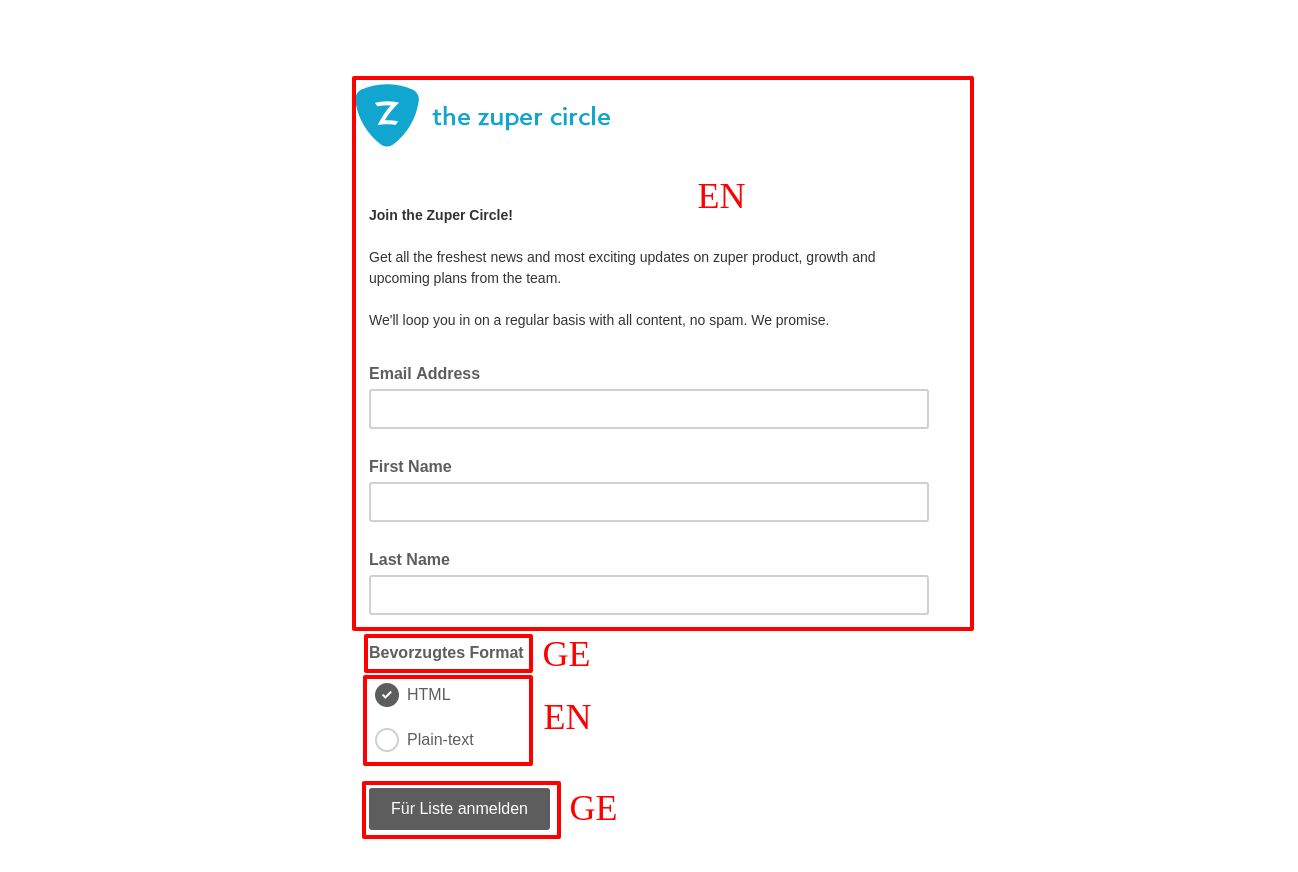 Z
the zuper circle
EN
Join the Zuper Circle!
Get all the freshest news and most exciting updates on zuper product, growth and
upcoming plans from the team.
We'll loop you in on a regular basis with all content, no spam. We promise.
Email Address
First Name
Last Name
Bevorzugtes Format
GE
HTML
EN
Plain-text
Für Liste anmelden
GE